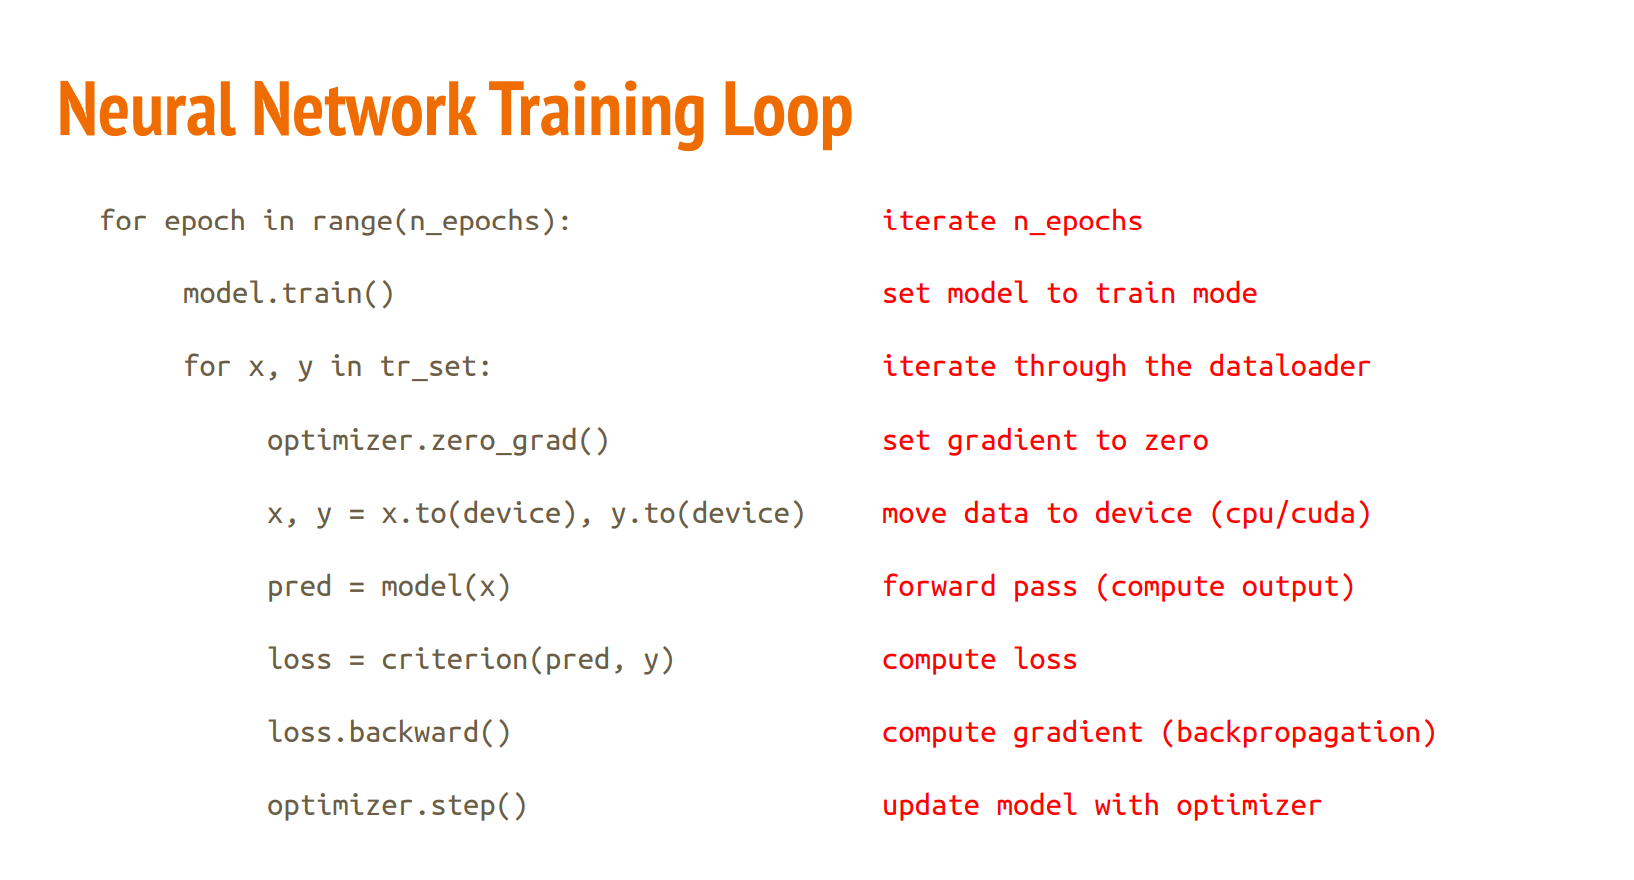 Neural Network Training Loop
for epoch in range(n_epochs): iterate n_epochs
model.train() set model to train mode
for x, y in tr_set: iterate through the dataloader
optimizer.zero_grad() set gradient to zero
x, y = x.to(device), y.to(device) move data to device (cpu/cuda)
pred = model(x) forward pass (compute output)
loss = criterion(pred, y) compute loss
loss.backward() compute gradient (backpropagation)
optimizer.step() update model with optimizer